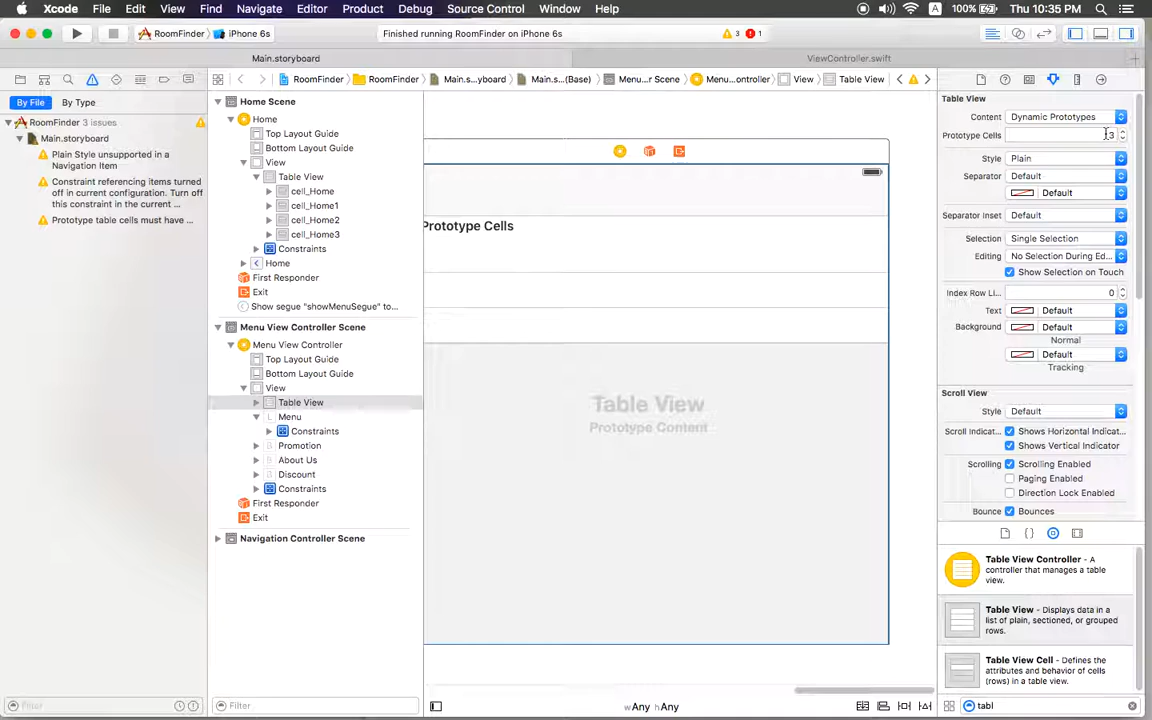 Xcode File Edit View Find Navigate Editor Product Debug Source Control Window Help A 100% Thu 10:35 PM
RoomFinder iPhone 6s Finished running RoomFinder on iPhone 6s 3 1
Main.storyboard ViewController.swift
RoomFinder RoomFinder Main.s...yboard Main.s...(Base) Menu...r Scene Menu...ontroller View Table View
By File By Type
RoomFinder 3 issues
Main.storyboard
Plain Style unsupported in a
Navigation Item
Constraint referencing items turned
off in current configuration. Turn off
this constraint in the current ...
Prototype table cells must have ...
Filter
Home Scene
Home
Top Layout Guide
Bottom Layout Guide
View
Table View
cell_Home
cell_Home1
cell_Home2
cell_Home3
Constraints
Home
First Responder
Exit
Show segue "showMenuSegue" to...
Menu View Controller Scene
Menu View Controller
Top Layout Guide
Bottom Layout Guide
View
Table View
L Menu
Constraints
B Promotion
B About Us
B Discount
Constraints
First Responder
Exit
Navigation Controller Scene
Filter
Prototype Cells
Table View
Prototype Content
wAny hAny
Table View
Content Dynamic Prototypes
Prototype Cells 3
Style Plain
Separator Default
Default
Separator Inset Default
Selection Single Selection
Editing No Selection During Ed...
Show Selection on Touch
Index Row Li... 0
Text Default
Background Default
Normal
Default
Tracking
Scroll View
Style Default
Scroll Indicat... Shows Horizontal Indicat...
Shows Vertical Indicator
Scrolling Scrolling Enabled
Paging Enabled
Direction Lock Enabled
Bounce Bounces
Table View Controller - A
controller that manages a table
view.
Table View - Displays data in a
list of plain, sectioned, or grouped
rows.
Table View Cell - Defines the
attributes and behavior of cells
(rows) in a table view.
tabl